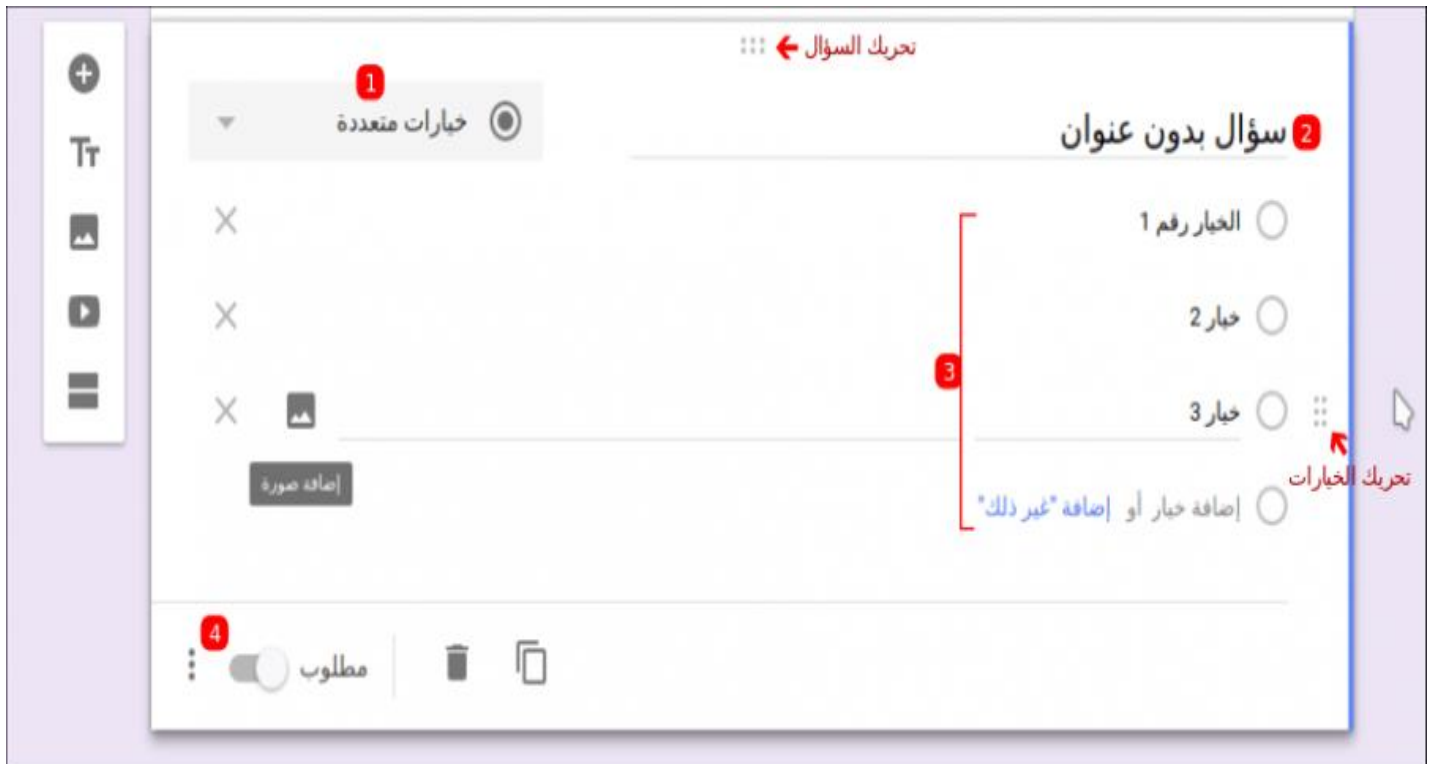 تحريك السؤال
1
خيارات متعددة
2 سؤال بدون عنوان
الخيار رقم 1
خيار 2
3
خيار 3
تحريك الخيارات
إضافة صورة
إضافة خيار أو إضافة "غير ذلك"
4
مطلوب
Tт